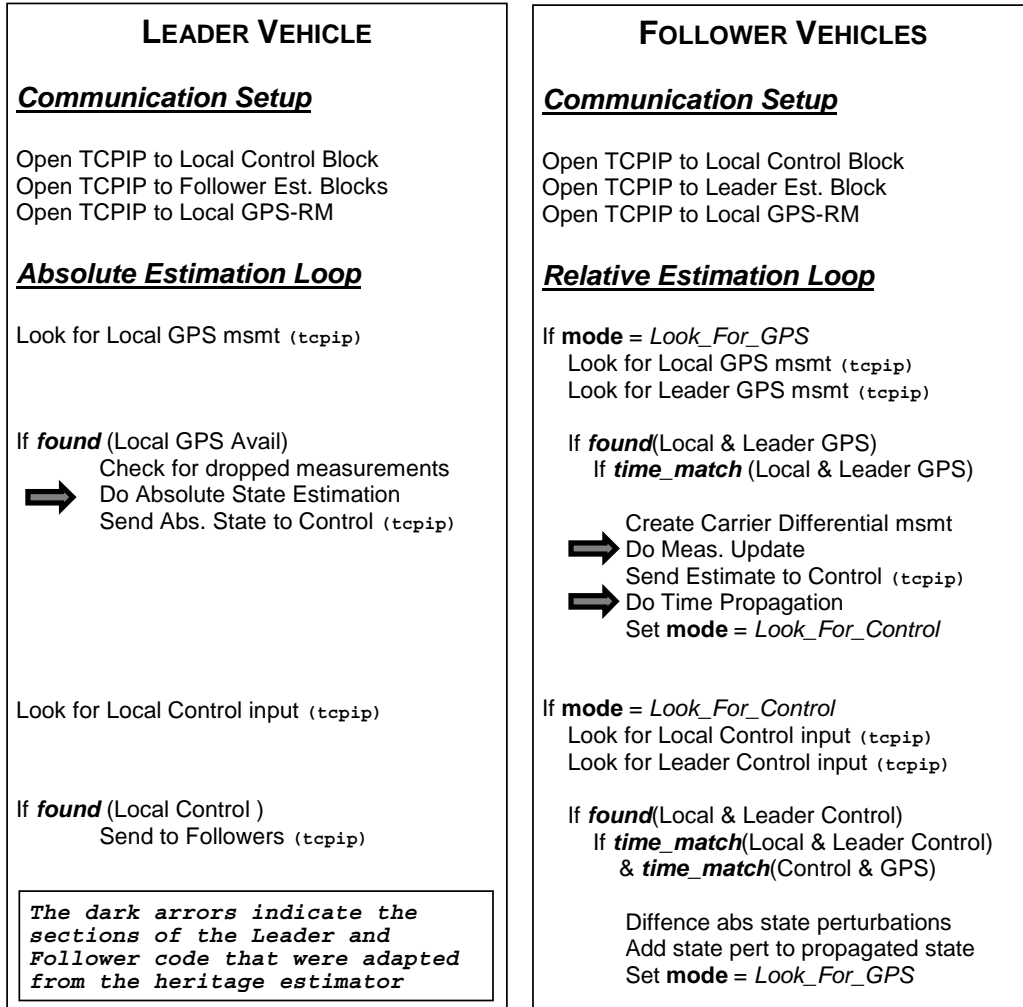 LEADER VEHICLE
Communication Setup
Open TCPIP to Local Control Block
Open TCPIP to Follower Est. Blocks
Open TCPIP to Local GPS-RM
Absolute Estimation Loop
Look for Local GPS msmt (tcpip)
If found (Local GPS Avail)
Check for dropped measurements
Do Absolute State Estimation
Send Abs. State to Control (tcpip)
Look for Local Control input (tcpip)
If found (Local Control )
Send to Followers (tcpip)
The dark arrors indicate the
sections of the Leader and
Follower code that were adapted
from the heritage estimator
FOLLOWER VEHICLES
Communication Setup
Open TCPIP to Local Control Block
Open TCPIP to Leader Est. Block
Open TCPIP to Local GPS-RM
Relative Estimation Loop
If mode = Look_For_GPS
Look for Local GPS msmt (tcpip)
Look for Leader GPS msmt (tcpip)
If found(Local & Leader GPS)
If time_match (Local & Leader GPS)
Create Carrier Differential msmt
Do Meas. Update
Send Estimate to Control (tcpip)
Do Time Propagation
Set mode = Look_For_Control
If mode = Look_For_Control
Look for Local Control input (tcpip)
Look for Leader Control input (tcpip)
If found(Local & Leader Control)
If time_match(Local & Leader Control)
& time_match(Control & GPS)
Diffence abs state perturbations
Add state pert to propagated state
Set mode = Look_For_GPS